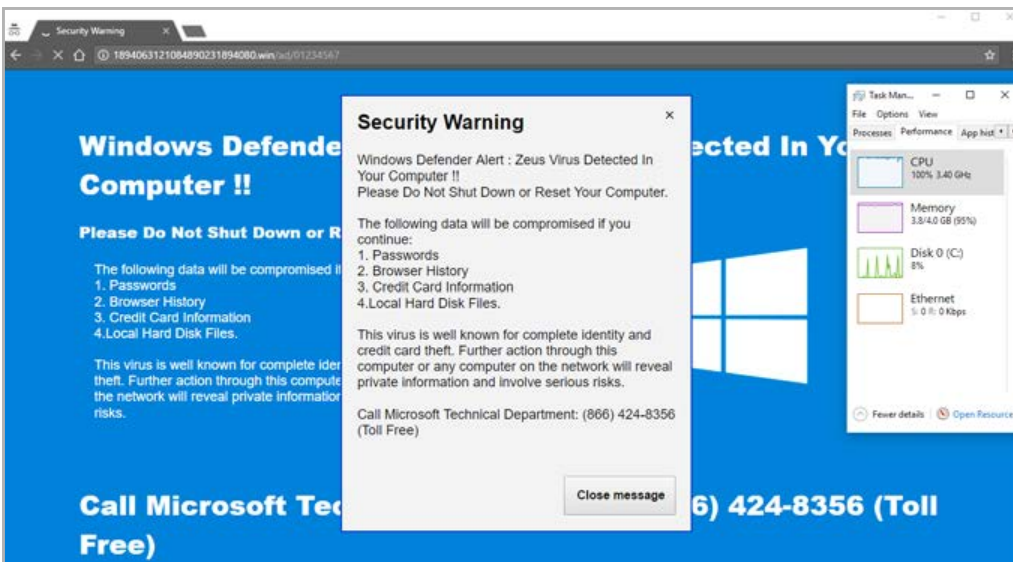 Security Warning
1894063121084890231894080.win/ad/01234567
Windows Defende
ected In Yo
Computer !!
Please Do Not Shut Down or R
The following data will be compromised i
1. Passwords
2. Browser History
3. Credit Card Information
4.Local Hard Disk Files.
This virus is well known for complete iden
theft. Further action through this compute
the network will reveal private information
risks.
Call Microsoft Tec
6) 424-8356 (Toll
Free)
Security Warning
×
Windows Defender Alert : Zeus Virus Detected In
Your Computer !!
Please Do Not Shut Down or Reset Your Computer.
The following data will be compromised if you
continue:
1. Passwords
2. Browser History
3. Credit Card Information
4.Local Hard Disk Files.
This virus is well known for complete identity and
credit card theft. Further action through this
computer or any computer on the network will reveal
private information and involve serious risks.
Call Microsoft Technical Department: (866) 424-8356
(Toll Free)
Close message
Task Man...
File Options View
Processes Performance App hist
CPU
100% 3.40 GHz
Memory
3.8/4.0 GB (95%)
Disk 0 (C:)
8%
Ethernet
S: 0 R: 0 Kbps
Fewer details
Open Resource